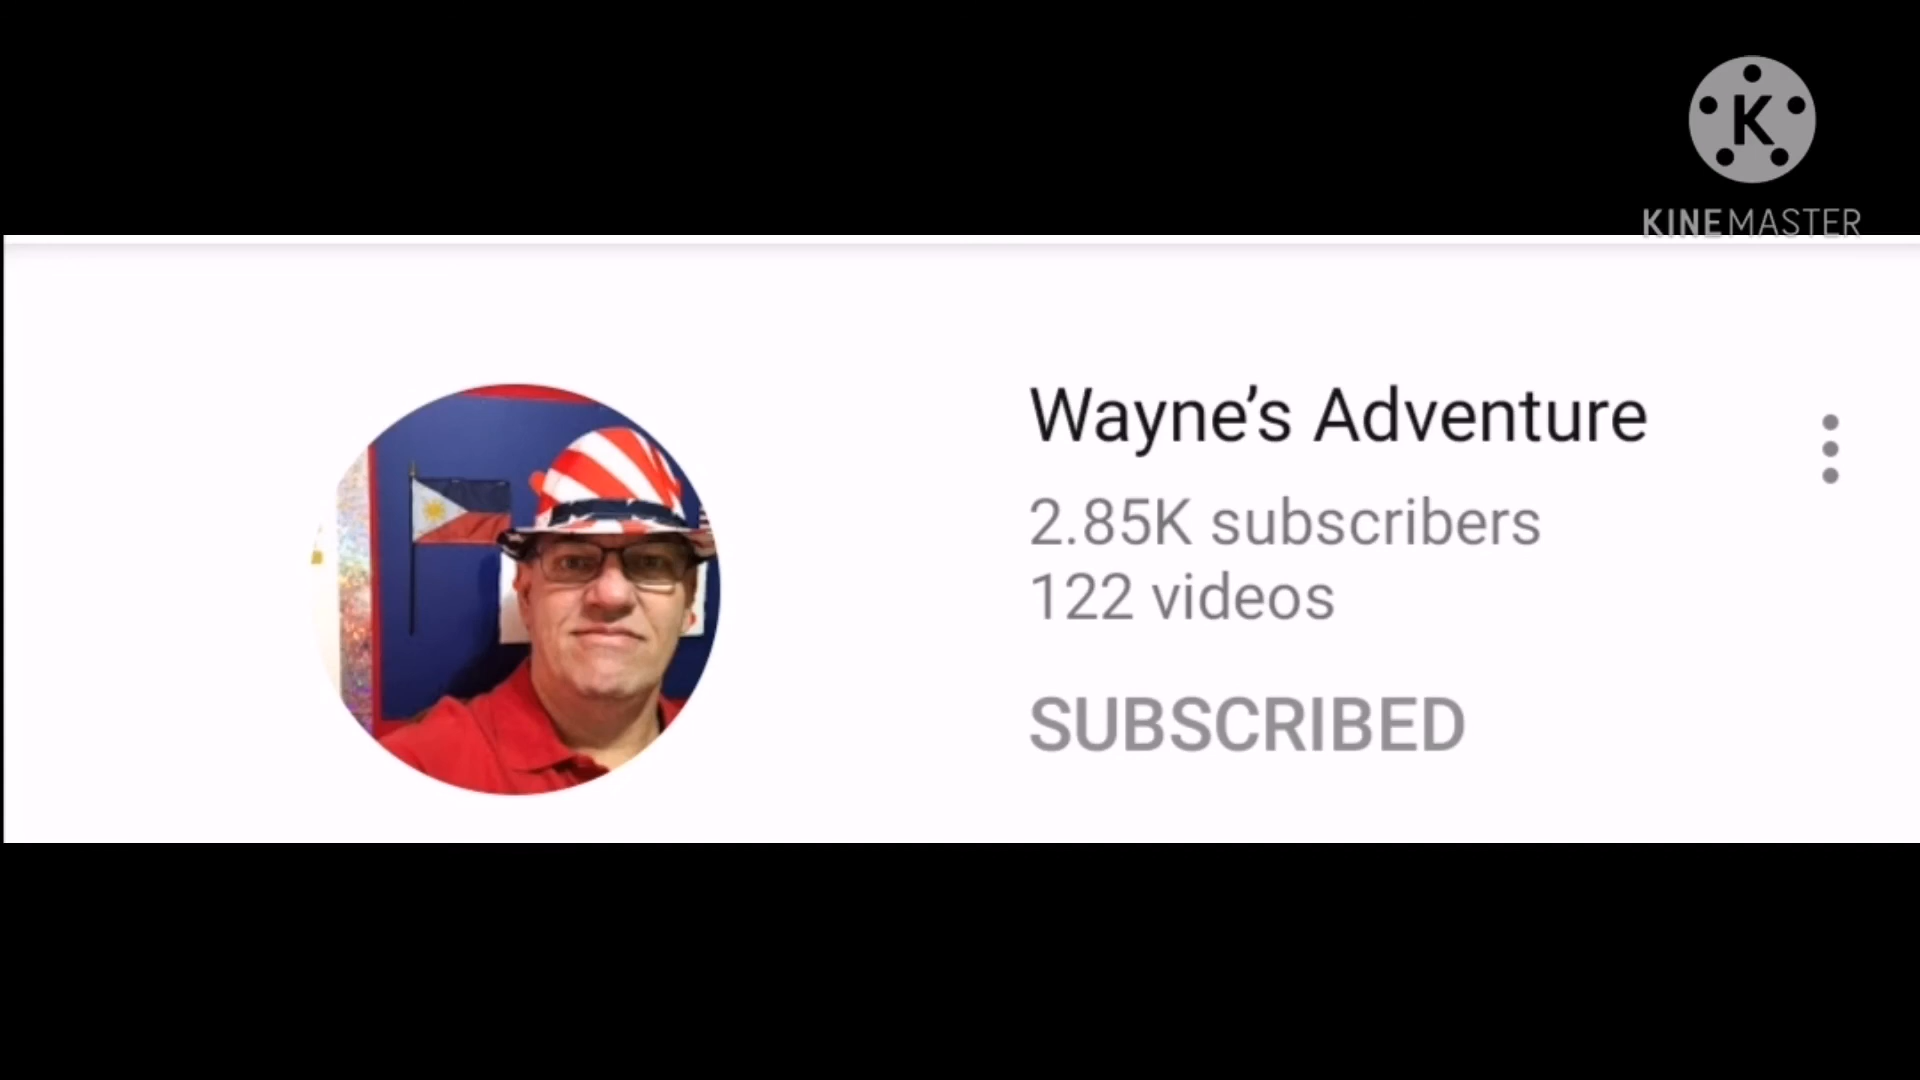 K
KINEMASTER
Wayne’s Adventure
2.85K subscribers
122 videos
SUBSCRIBED